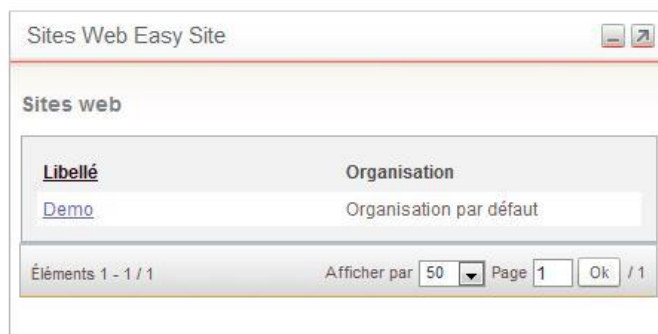 Sites Web Easy Site
Sites web
Libellé Organisation
Demo Organisation par défaut
Éléments 1 - 1 / 1 Afficher par 50 Page 1 Ok / 1